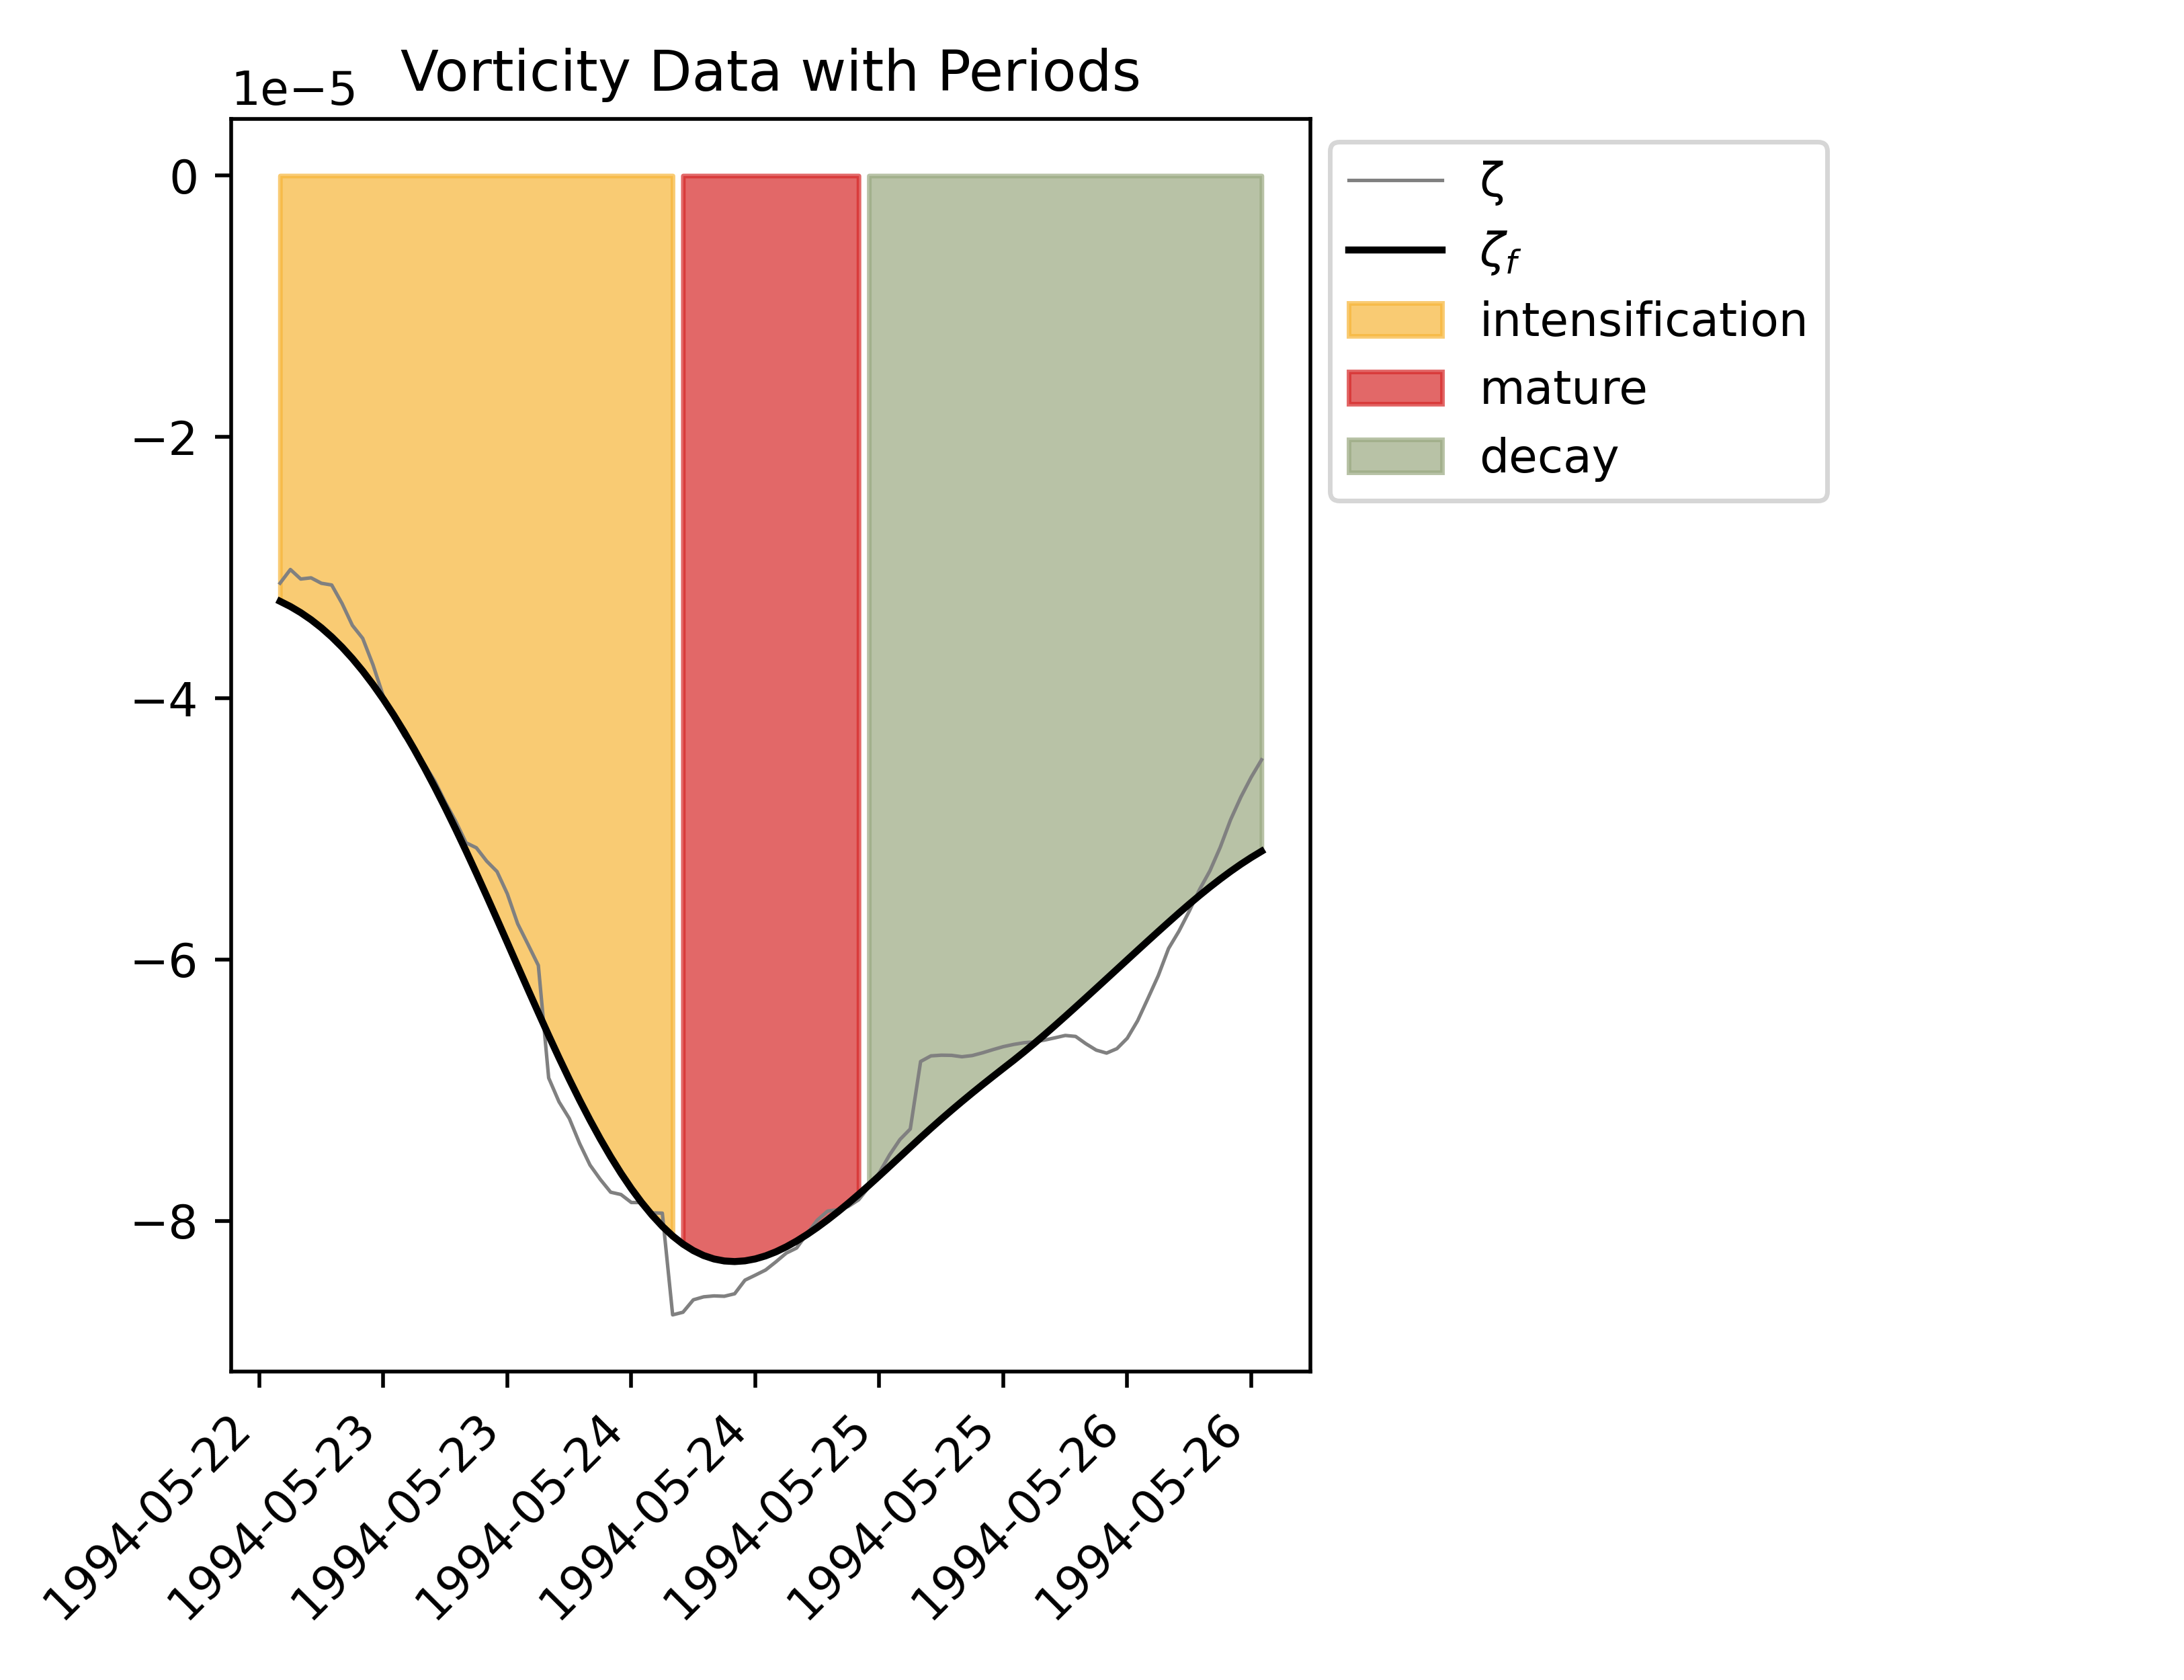 Vorticity Data with Periods
1e−5
0
−2
−4
−6
−8
1994-05-22
1994-05-23
1994-05-23
1994-05-24
1994-05-24
1994-05-25
1994-05-25
1994-05-26
1994-05-26
ζ
ζf
intensification
mature
decay